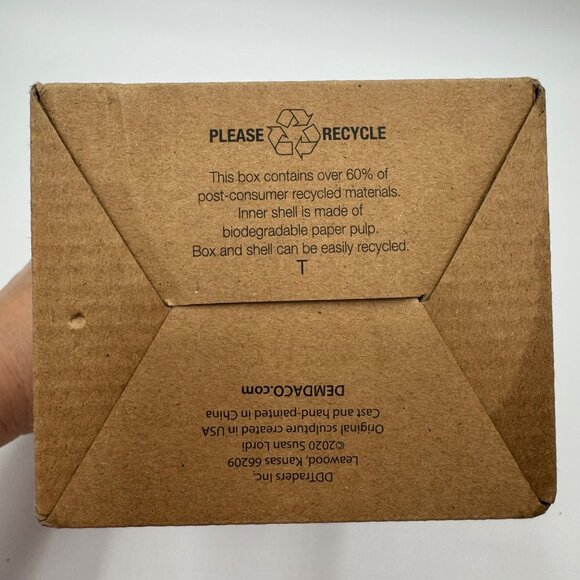 PLEASE RECYCLE
This box contains over 60% of
post-consumer recycled materials.
Inner shell is made of
biodegradable paper pulp.
Box and shell can be easily recycled.
T
DDTraders Inc,
Leawood, Kansas 66209
©2020 Susan Lordi
Original sculpture created in USA
Cast and hand-painted in China
DEMDACO.com